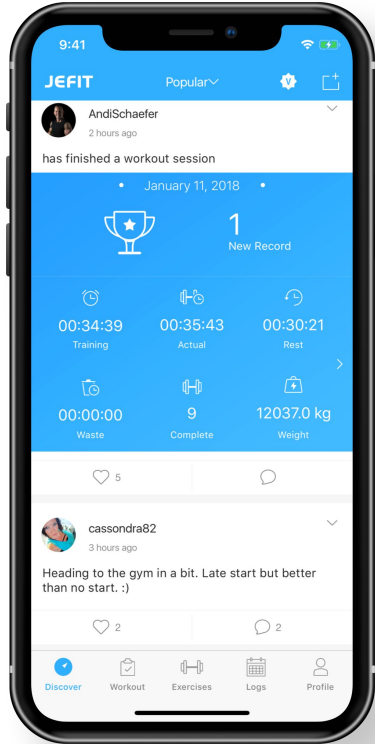 9:41
JEFIT
Popular
V
AndiSchaefer
2 hours ago
has finished a workout session
• January 11, 2018 •
1
New Record
00:34:39
Training
00:35:43
Actual
00:30:21
Rest
00:00:00
Waste
9
Complete
12037.0 kg
Weight
5
cassondra82
3 hours ago
Heading to the gym in a bit. Late start but better
than no start. :)
2
2
Discover
Workout
Exercises
Logs
Profile